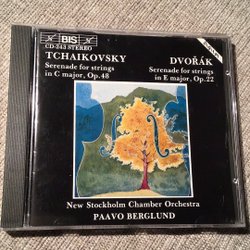 BIS
CD-243 STEREO
TCHAIKOVSKY
Serenade for strings
in C major, Op.48
DVOŘÁK
Serenade for strings
in E major, Op.22
New Stockholm Chamber Orchestra
PAAVO BERGLUND